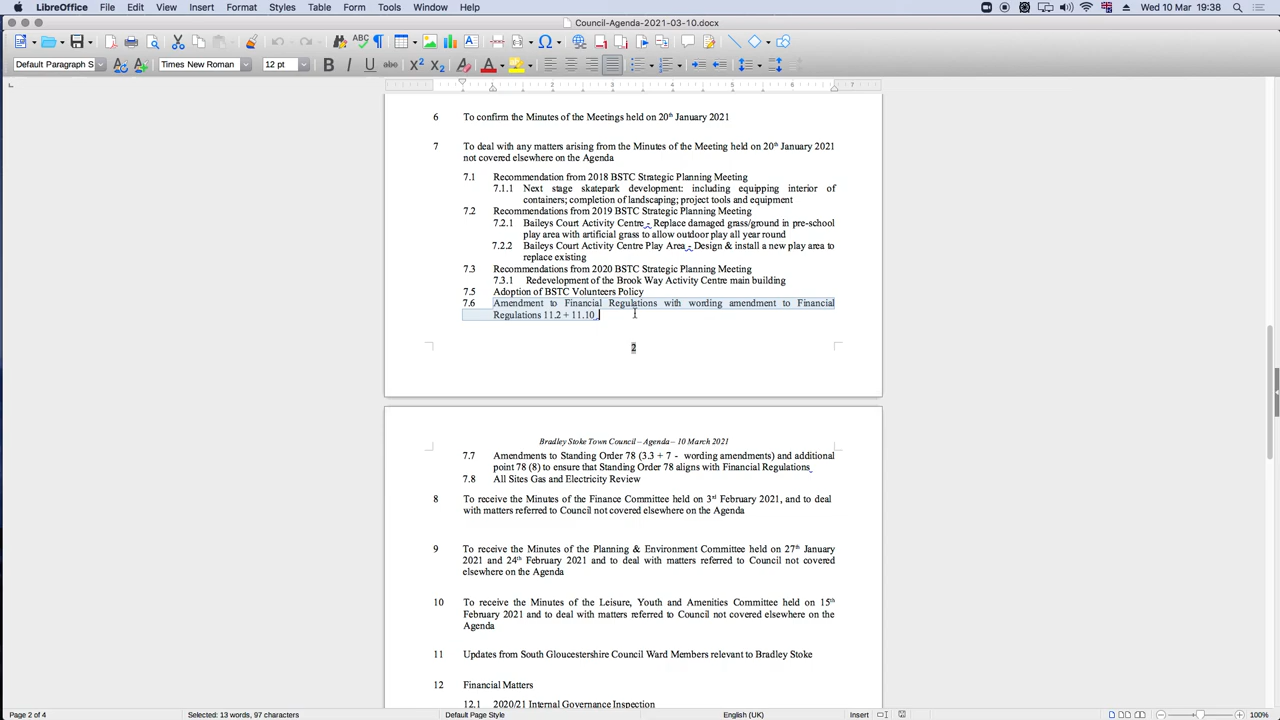 LibreOffice File Edit View Insert Format Styles Table Form Tools Window Help Wed 10 Mar 19:38
Council-Agenda-2021-03-10.docx
Default Paragraph S Times New Roman 12 pt
1 2 3 4 5 6 7
6 To confirm the Minutes of the Meetings held on 20th January 2021
7 To deal with any matters arising from the Minutes of the Meeting held on 20th January 2021
not covered elsewhere on the Agenda
7.1 Recommendation from 2018 BSTC Strategic Planning Meeting
7.1.1 Next stage skatepark development: including equipping interior of
containers; completion of landscaping; project tools and equipment
7.2 Recommendations from 2019 BSTC Strategic Planning Meeting
7.2.1 Baileys Court Activity Centre - Replace damaged grass/ground in pre-school
play area with artificial grass to allow outdoor play all year round
7.2.2 Baileys Court Activity Centre Play Area - Design & install a new play area to
replace existing
7.3 Recommendations from 2020 BSTC Strategic Planning Meeting
7.3.1 Redevelopment of the Brook Way Activity Centre main building
7.5 Adoption of BSTC Volunteers Policy
7.6 Amendment to Financial Regulations with wording amendment to Financial
Regulations 11.2 + 11.10
2
Bradley Stoke Town Council – Agenda – 10 March 2021
7.7 Amendments to Standing Order 78 (3.3 + 7 - wording amendments) and additional
point 78 (8) to ensure that Standing Order 78 aligns with Financial Regulations
7.8 All Sites Gas and Electricity Review
8 To receive the Minutes of the Finance Committee held on 3rd February 2021, and to deal
with matters referred to Council not covered elsewhere on the Agenda
9 To receive the Minutes of the Planning & Environment Committee held on 27th January
2021 and 24th February 2021 and to deal with matters referred to Council not covered
elsewhere on the Agenda
10 To receive the Minutes of the Leisure, Youth and Amenities Committee held on 15th
February 2021 and to deal with matters referred to Council not covered elsewhere on the
Agenda
11 Updates from South Gloucestershire Council Ward Members relevant to Bradley Stoke
12 Financial Matters
12.1 2020/21 Internal Governance Inspection
Page 2 of 4 Selected: 13 words, 97 characters Default Page Style English (UK) Insert 100%